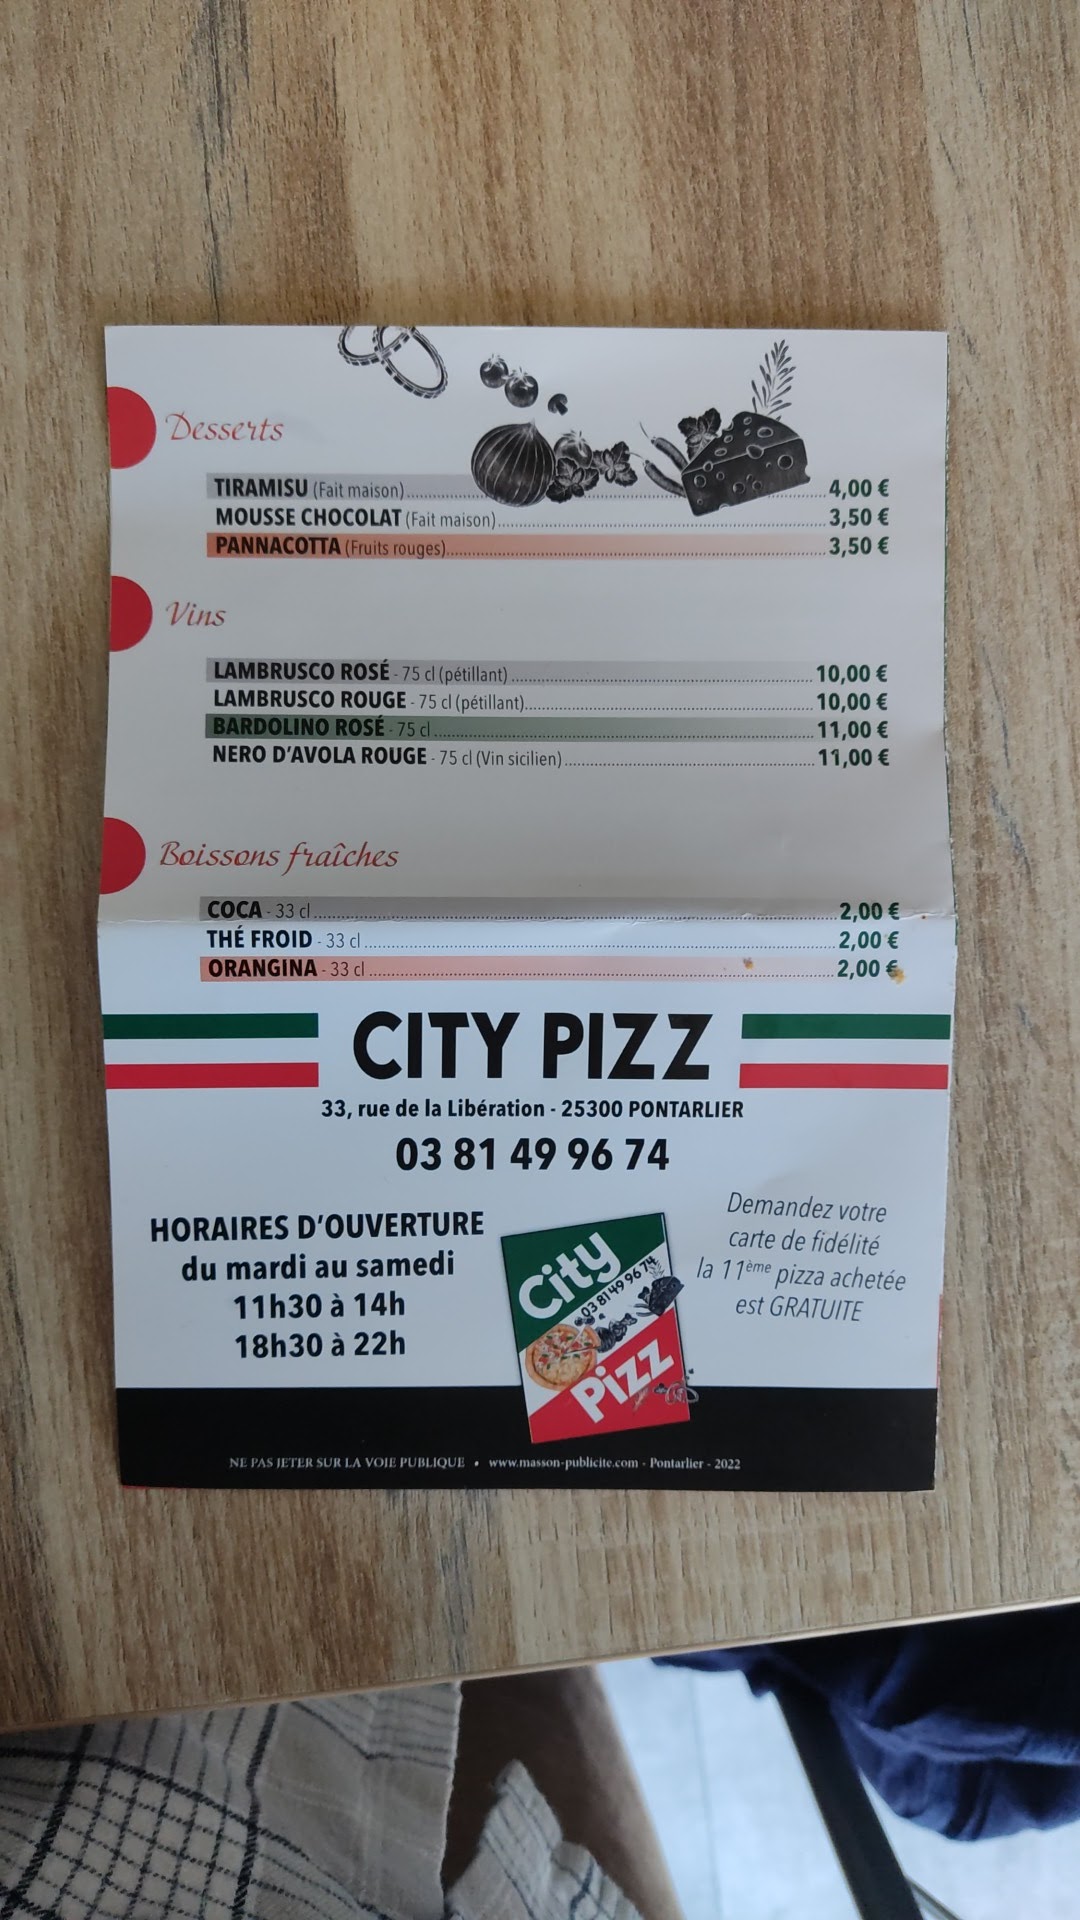 Desserts
TIRAMISU (Fait maison) 4,00 €
MOUSSE CHOCOLAT (Fait maison) 3,50 €
PANNACOTTA (Fruits rouges) 3,50 €
Vins
LAMBRUSCO ROSÉ - 75 cl (pétillant) 10,00 €
LAMBRUSCO ROUGE - 75 cl (pétillant) 10,00 €
BARDOLINO ROSÉ - 75 cl 11,00 €
NERO D'AVOLA ROUGE - 75 cl (Vin sicilien) 11,00 €
Boissons fraîches
COCA - 33 cl 2,00 €
THÉ FROID - 33 cl 2,00 €
ORANGINA - 33 cl 2,00 €
CITY PIZZ
33, rue de la Libération - 25300 PONTARLIER
03 81 49 96 74
HORAIRES D'OUVERTURE
du mardi au samedi
11h30 à 14h
18h30 à 22h
City
03 81 49 96 74
Pizz
Demandez votre
carte de fidélité
la 11ème pizza achetée
est GRATUITE
NE PAS JETER SUR LA VOIE PUBLIQUE • www.masson-publicite.com - Pontarlier - 2022